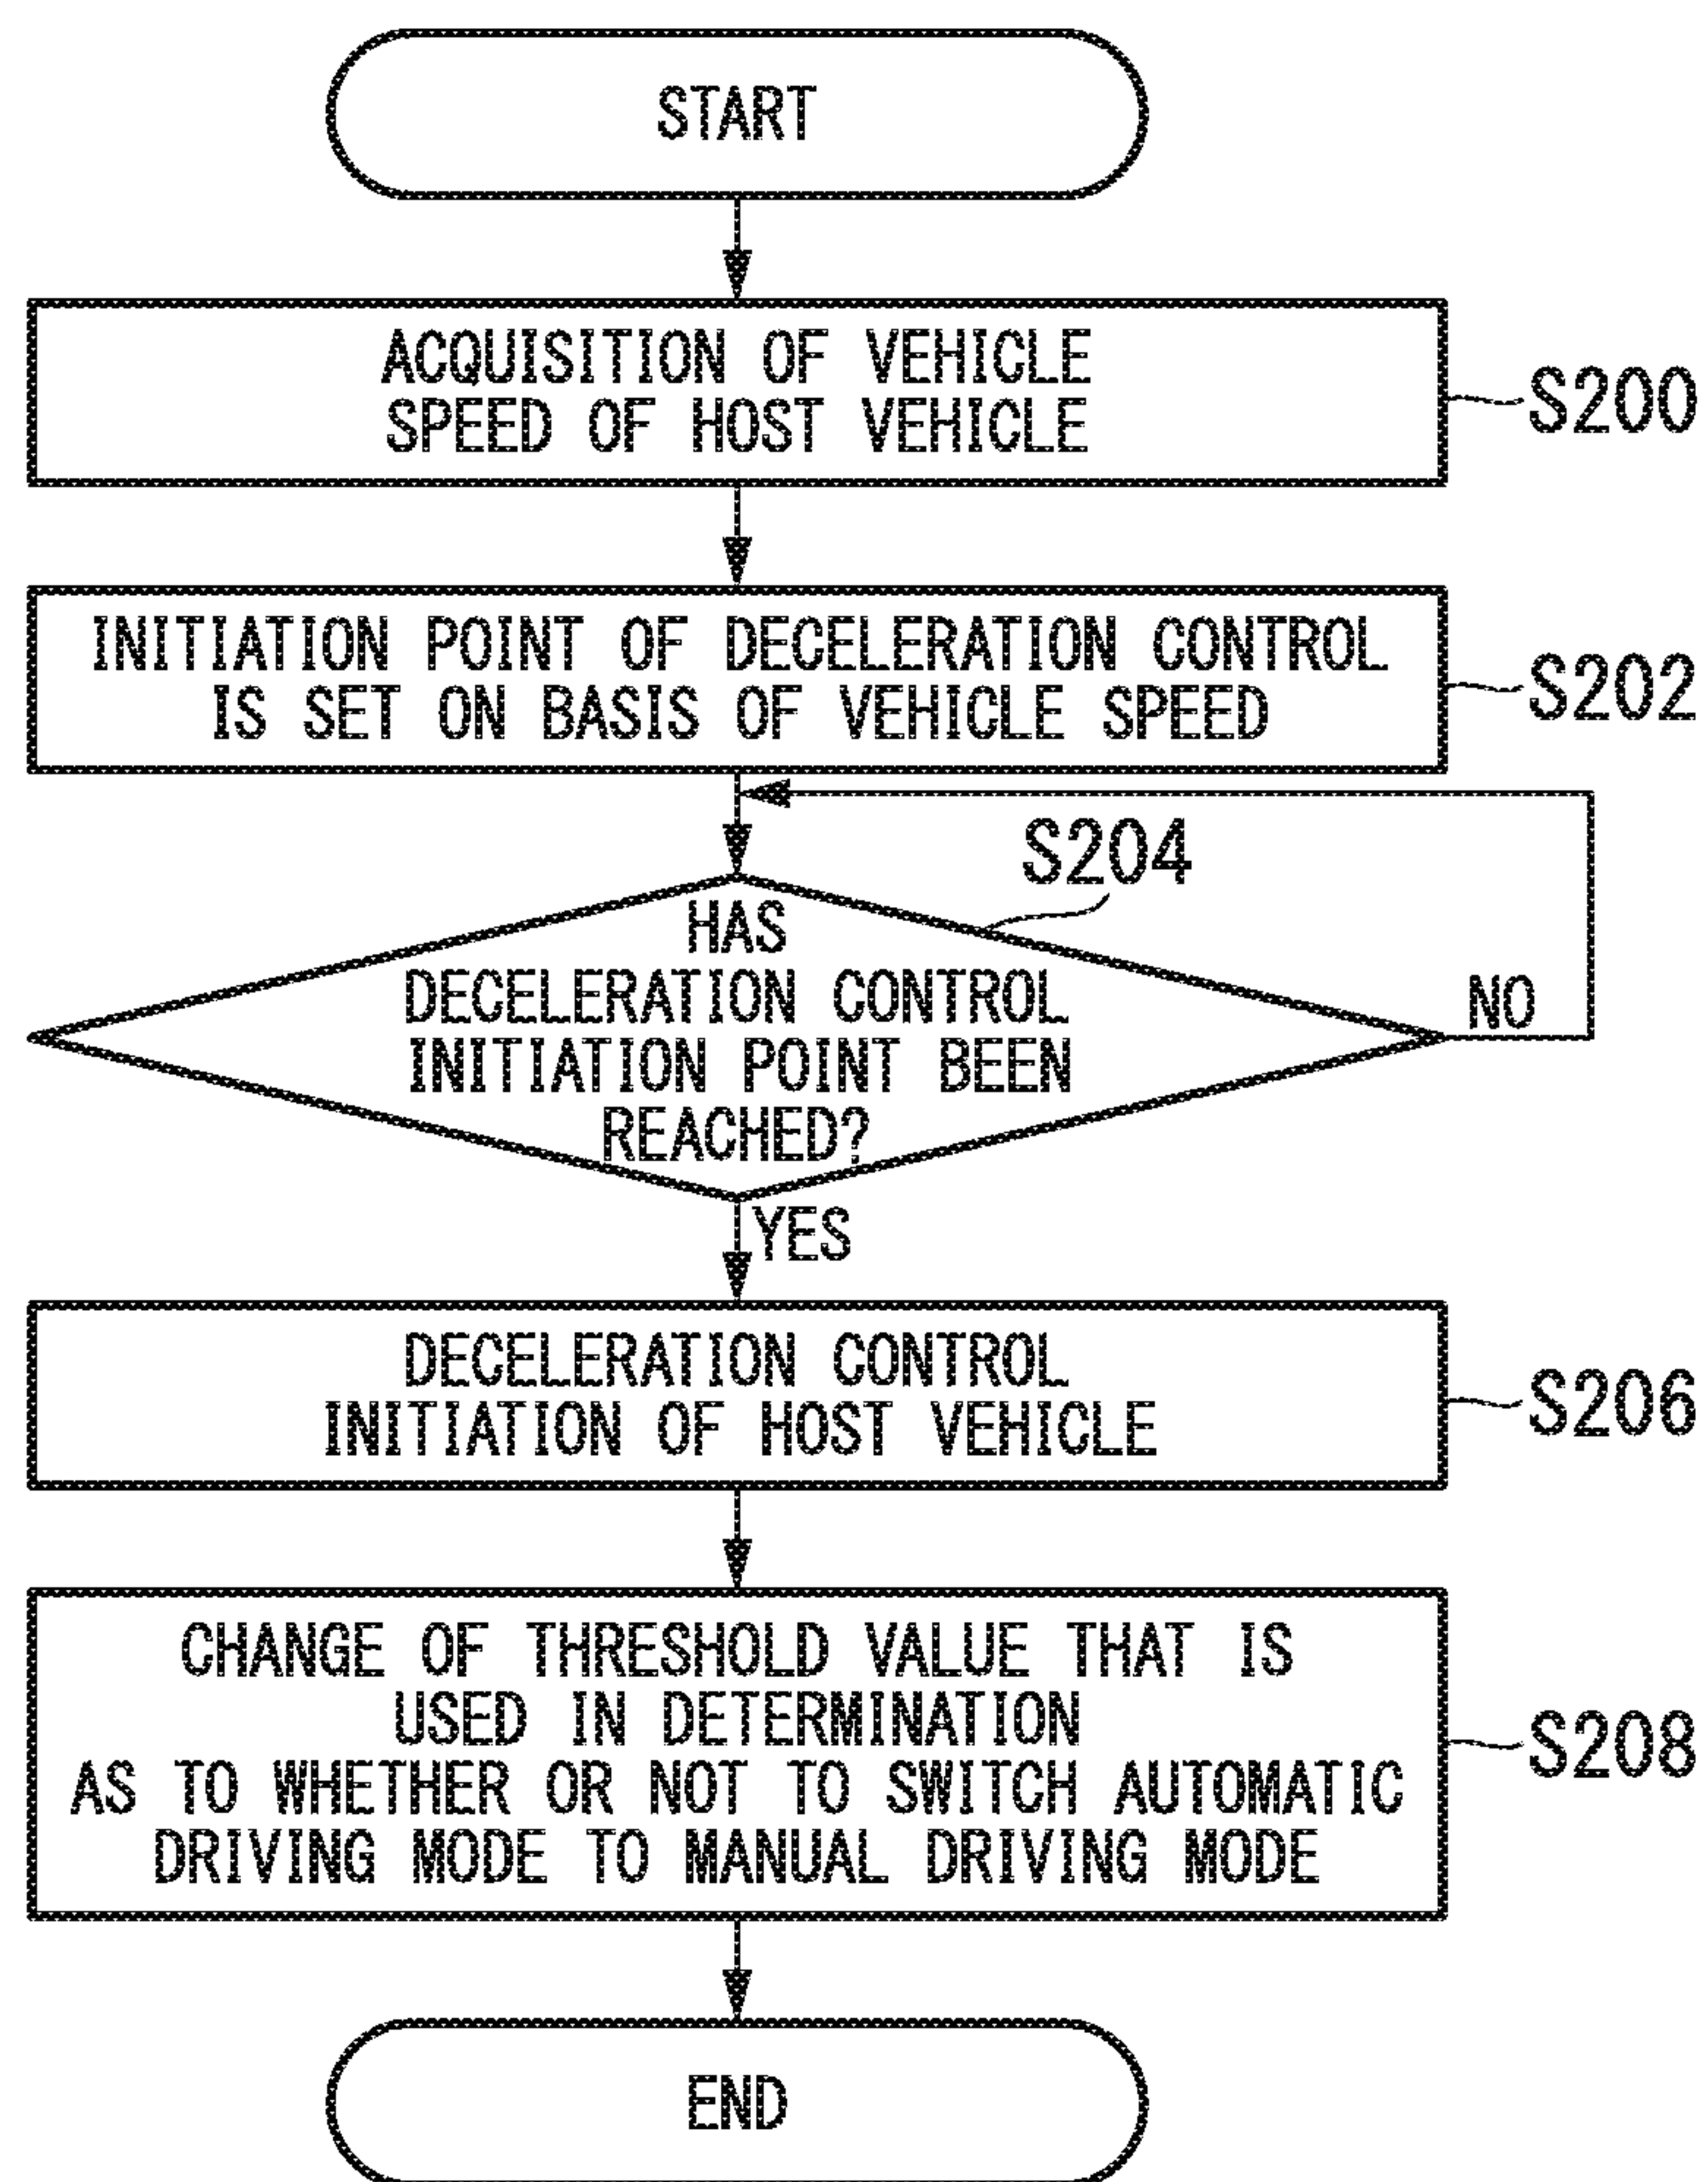 START
ACQUISITION OF VEHICLE
SPEED OF HOST VEHICLE
S200
INITIATION POINT OF DECELERATION CONTROL
IS SET ON BASIS OF VEHICLE SPEED
S202
S204
HAS
DECELERATION CONTROL
INITIATION POINT BEEN
REACHED?
NO
YES
DECELERATION CONTROL
INITIATION OF HOST VEHICLE
S206
CHANGE OF THRESHOLD VALUE THAT IS
USED IN DETERMINATION
AS TO WHETHER OR NOT TO SWITCH AUTOMATIC
DRIVING MODE TO MANUAL DRIVING MODE
S208
END